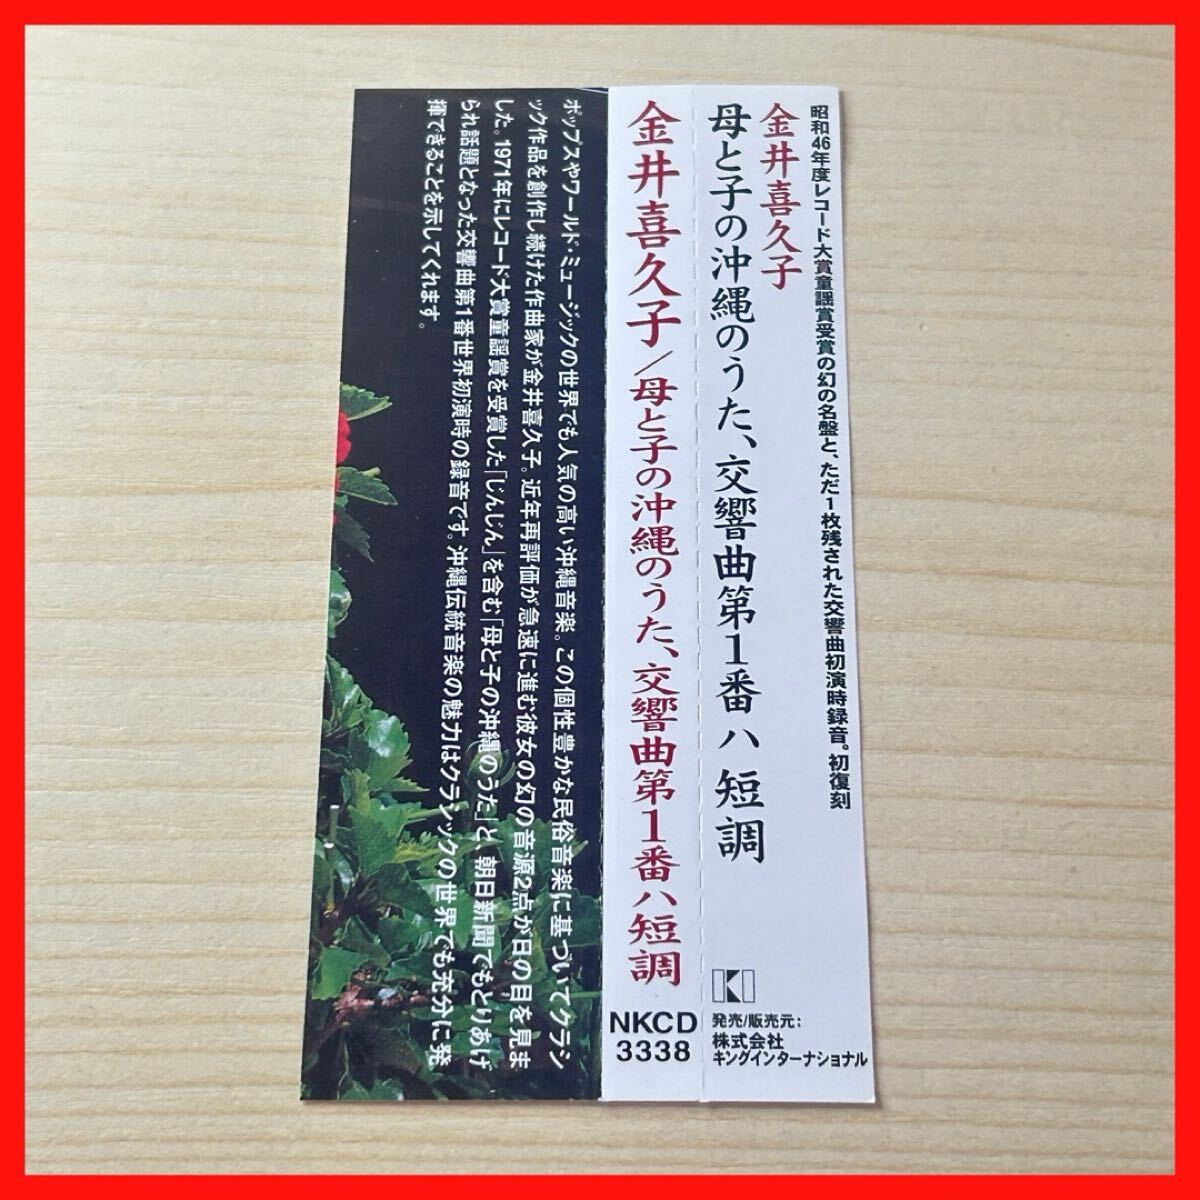 昭和46年度レコード大賞童謡賞受賞の幻の名盤と、ただ1枚残された交響曲初演時録音。初復刻
金井喜久子
母と子の沖縄のうた、交響曲第1番 ハ 短調
KI
発売/販売元:
株式会社
キングインターナショナル
金井喜久子/母と子の沖縄のうた、交響曲第1番ハ短調
NKCD
3338
ポップスやワールド・ミュージックの世界でも人気の高い沖縄音楽。この個性豊かな民俗音楽に基づいてクラシ
ック作品を創作し続けた作曲家が金井喜久子。近年再評価が急速に進む彼女の幻の音源2点が日の目を見ま
した。1971年にレコード大賞童謡賞を受賞した「じんじん」を含む「母と子の沖縄のうた」と、朝日新聞でもとりあげ
られ話題となった交響曲第1番世界初演時の録音です。沖縄伝統音楽の魅力はクラシックの世界でも充分に発
揮できることを示してくれます。